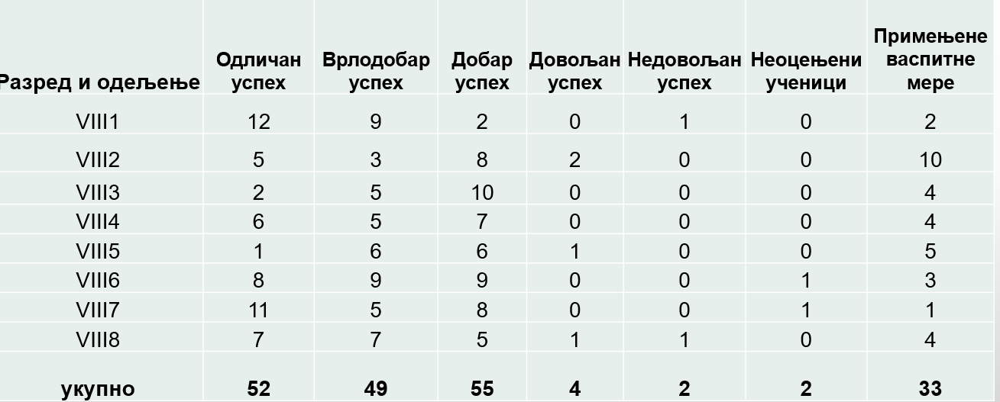 Разред и одељење Одличан успех Врлодобар успех Добар успех Довољан успех Недовољан успех Неоцењени ученици Примењене васпитне мере
VIII1 12 9 2 0 1 0 2
VIII2 5 3 8 2 0 0 10
VIII3 2 5 10 0 0 0 4
VIII4 6 5 7 0 0 0 4
VIII5 1 6 6 1 0 0 5
VIII6 8 9 9 0 0 1 3
VIII7 11 5 8 0 0 1 1
VIII8 7 7 5 1 1 0 4
укупно 52 49 55 4 2 2 33